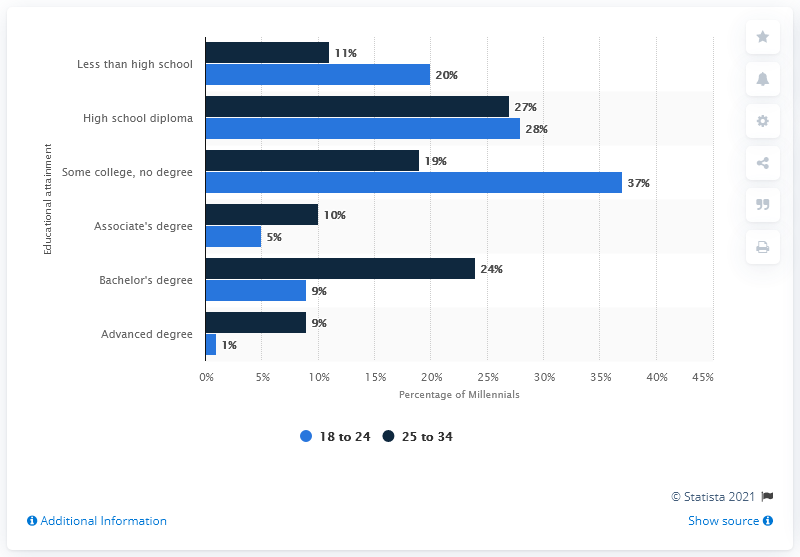 Less than high school
11%
20%
High school diploma
27%
28%
Some college, no degree
19%
37%
Associate's degree
10%
5%
Bachelor's degree
24%
9%
Advanced degree
9%
1%
Educational attainment
0% 5% 10% 15% 20% 25% 30% 35% 40% 45%
Percentage of Millennials
18 to 24 25 to 34
© Statista 2021
Additional Information Show source